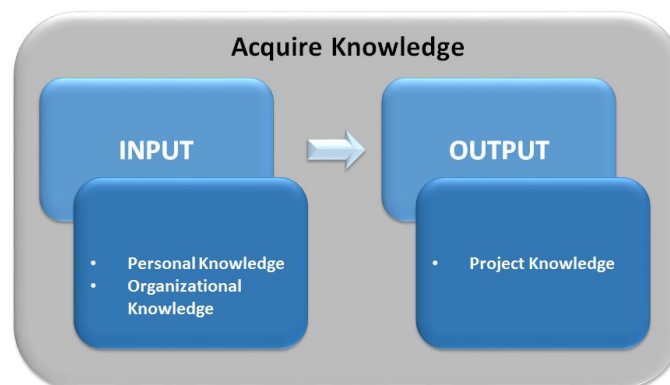 Acquire Knowledge
INPUT
• Personal Knowledge
• Organizational
Knowledge
OUTPUT
• Project Knowledge